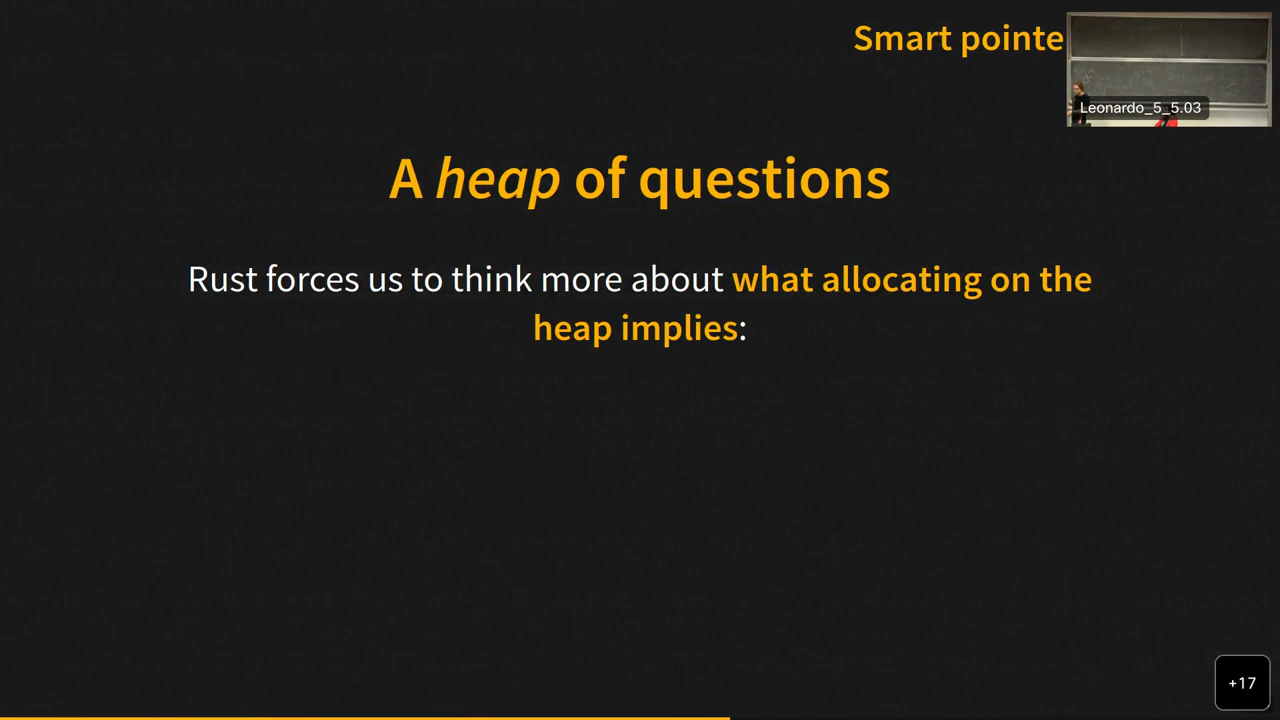 Smart pointe
Leonardo_5_5.03
A heap of questions
Rust forces us to think more about what allocating on the
heap implies:
+17